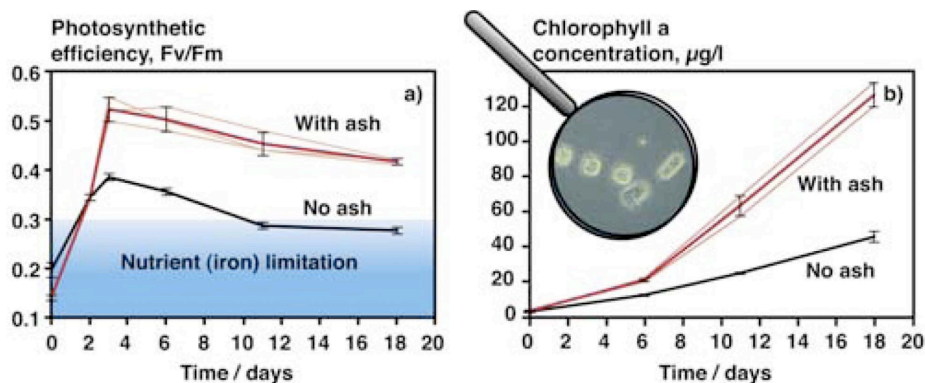 Photosynthetic
efficiency, Fv/Fm
0.6
0.5
0.4
0.3
0.2
0.1
a)
With ash
No ash
Nutrient (iron) limitation
0 2 4 6 8 10 12 14 16 18 20
Time / days
Chlorophyll a
concentration, µg/l
120
100
80
60
40
20
0
b)
With ash
No ash
0 2 4 6 8 10 12 14 16 18 20
Time / days